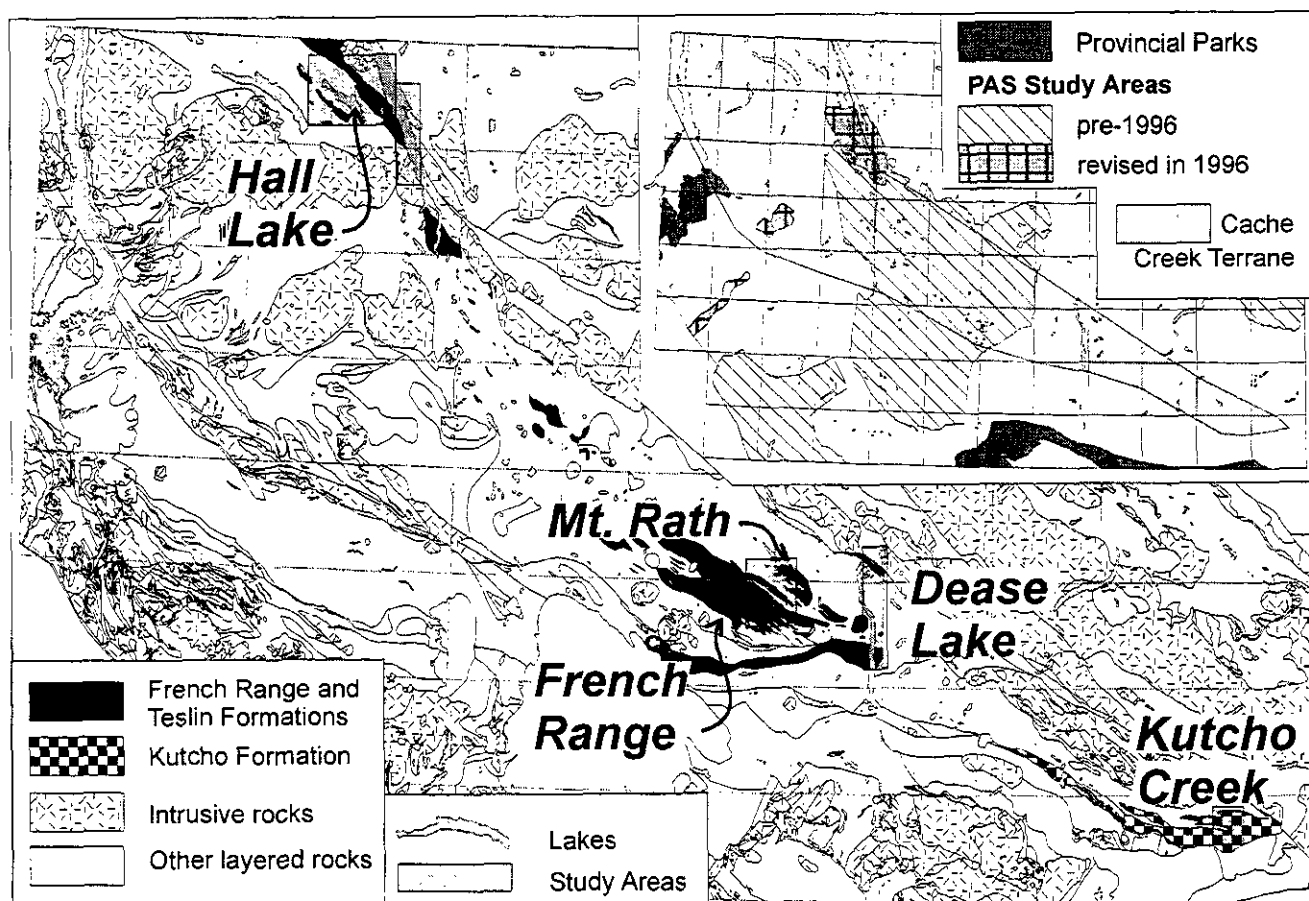 Provincial Parks
PAS Study Areas
pre-1996
revised in 1996
Cache
Creek Terrane
Hall
Lake
Mt. Rath
Dease
Lake
French
Range
Kutcho
Creek
French Range and
Teslin Formations
Kutcho Formation
Intrusive rocks
Other layered rocks
Lakes
Study Areas